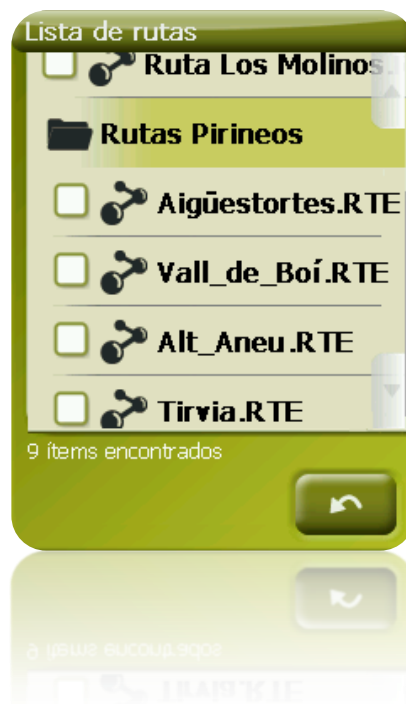 Lista de rutas
Ruta Los Molinos.
Rutas Pirineos
Aigüestortes.RTE
Vall_de_Boí.RTE
Alt_Aneu.RTE
Tirvia.RTE
9 ítems encontrados